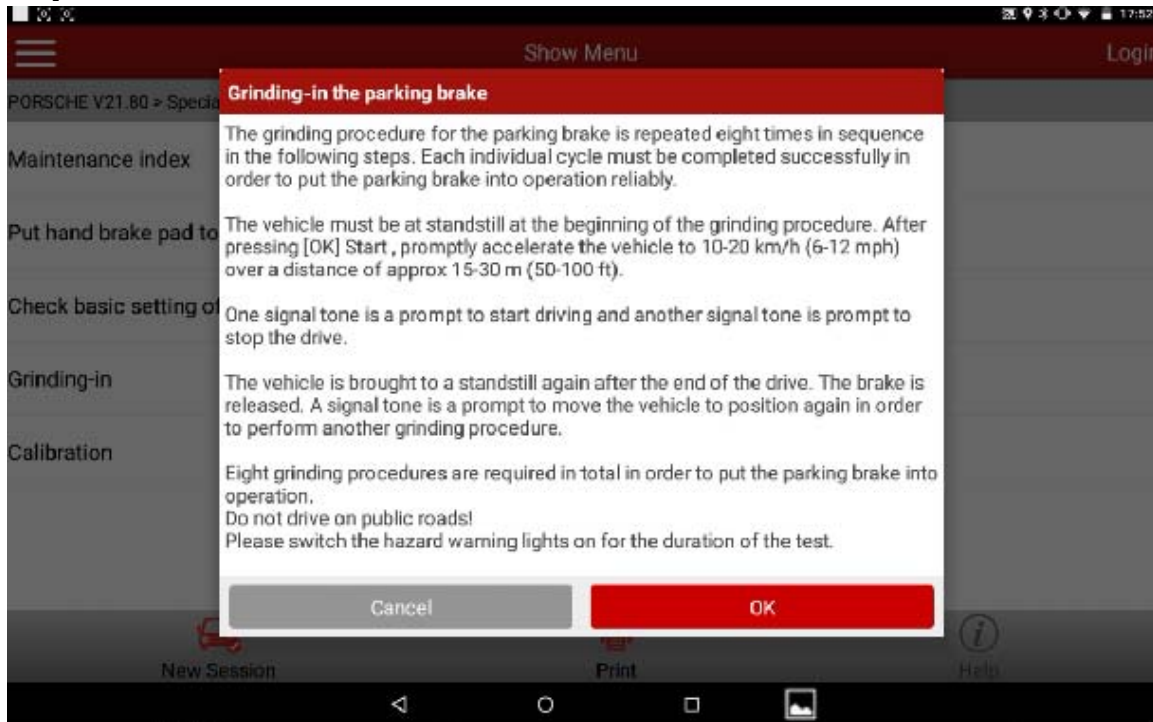 17:52
Show Menu
Login
PORSCHE V21.80 > Specia
Grinding-in the parking brake
The grinding procedure for the parking brake is repeated eight times in sequence
in the following steps. Each individual cycle must be completed successfully in
order to put the parking brake into operation reliably.
The vehicle must be at standstill at the beginning of the grinding procedure. After
pressing [OK] Start , promptly accelerate the vehicle to 10-20 km/h (6-12 mph)
over a distance of approx 15-30 m (50-100 ft).
One signal tone is a prompt to start driving and another signal tone is prompt to
stop the drive.
The vehicle is brought to a standstill again after the end of the drive. The brake is
released. A signal tone is a prompt to move the vehicle to position again in order
to perform another grinding procedure.
Eight grinding procedures are required in total in order to put the parking brake into
operation.
Do not drive on public roads!
Please switch the hazard warning lights on for the duration of the test.
Cancel
OK
Maintenance index
Put hand brake pad to
Check basic setting of
Grinding-in
Calibration
New Session
Print
Help